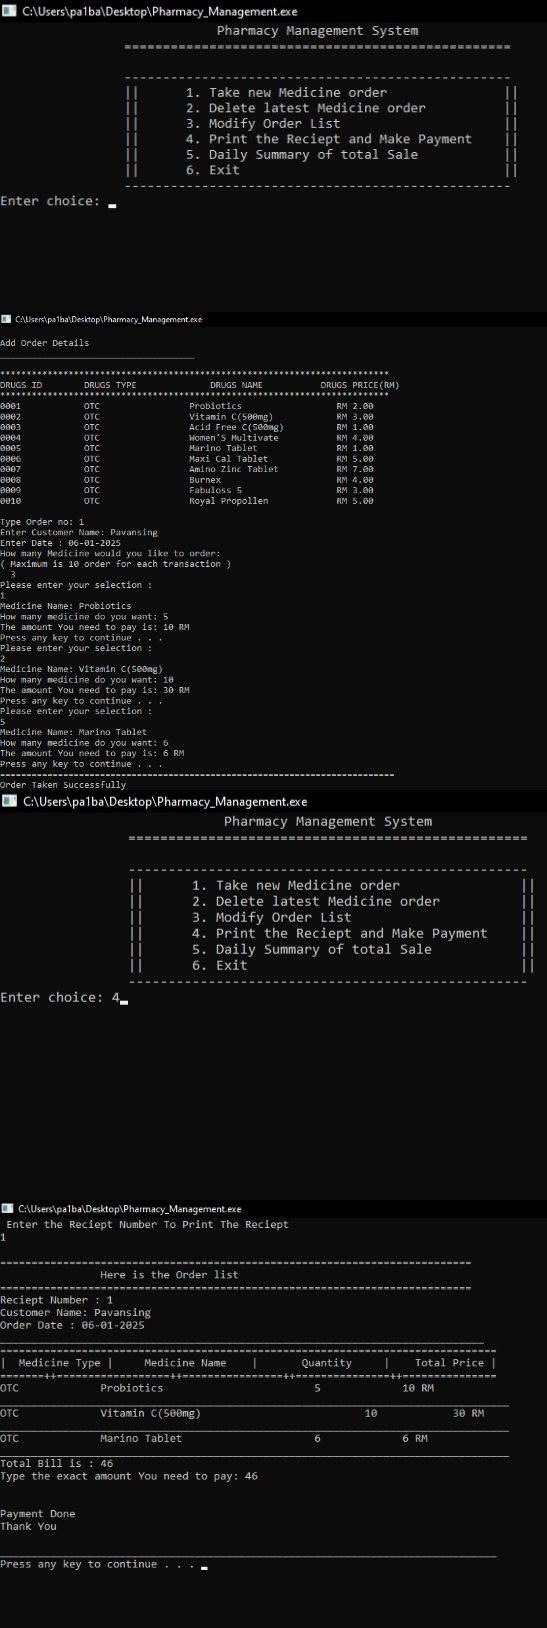 C:\Users\pa1ba\Desktop\Pharmacy_Management.exe
Pharmacy Management System
==================================================
--------------------------------------------------
|| 1. Take new Medicine order ||
|| 2. Delete latest Medicine order ||
|| 3. Modify Order List ||
|| 4. Print the Reciept and Make Payment ||
|| 5. Daily Summary of total Sale ||
|| 6. Exit ||
--------------------------------------------------
Enter choice:
C:\Users\pa1ba\Desktop\Pharmacy_Management.exe
Add Order Details
_____________________________________
**************************************************************************
DRUGS ID DRUGS TYPE DRUGS NAME DRUGS PRICE(RM)
**************************************************************************
0001 OTC Probiotics RM 2.00
0002 OTC Vitamin C(500mg) RM 3.00
0003 OTC Acid Free C(500mg) RM 1.00
0004 OTC Women'S Multivate RM 4.00
0005 OTC Marino Tablet RM 1.00
0006 OTC Maxi Cal Tablet RM 5.00
0007 OTC Amino Zinc Tablet RM 7.00
0008 OTC Burnex RM 4.00
0009 OTC Fabuloss 5 RM 3.00
0010 OTC Royal Propollen RM 5.00
Type Order no: 1
Enter Customer Name: Pavansing
Enter Date : 06-01-2025
How many Medicine would you like to order:
( Maximum is 10 order for each transaction )
3
Please enter your selection :
1
Medicine Name: Probiotics
How many medicine do you want: 5
The amount You need to pay is: 10 RM
Press any key to continue . . .
Please enter your selection :
2
Medicine Name: Vitamin C(500mg)
How many medicine do you want: 10
The amount You need to pay is: 30 RM
Press any key to continue . . .
Please enter your selection :
5
Medicine Name: Marino Tablet
How many medicine do you want: 6
The amount You need to pay is: 6 RM
Press any key to continue . . .
===========================================================================
Order Taken Successfully
C:\Users\pa1ba\Desktop\Pharmacy_Management.exe
Pharmacy Management System
==================================================
--------------------------------------------------
|| 1. Take new Medicine order ||
|| 2. Delete latest Medicine order ||
|| 3. Modify Order List ||
|| 4. Print the Reciept and Make Payment ||
|| 5. Daily Summary of total Sale ||
|| 6. Exit ||
--------------------------------------------------
Enter choice: 4
C:\Users\pa1ba\Desktop\Pharmacy_Management.exe
Enter the Reciept Number To Print The Reciept
1
===========================================================================
Here is the Order list
===========================================================================
Reciept Number : 1
Customer Name: Pavansing
Order Date : 06-01-2025
_____________________________________________________________________________
===============================================================================
| Medicine Type | Medicine Name | Quantity | Total Price |
=======++==================++================++===============++===============
OTC Probiotics 5 10 RM
_________________________________________________________________________________
OTC Vitamin C(500mg) 10 30 RM
_________________________________________________________________________________
OTC Marino Tablet 6 6 RM
_________________________________________________________________________________
Total Bill is : 46
Type the exact amount You need to pay: 46
Payment Done
Thank You
_______________________________________________________________________________
Press any key to continue . . .